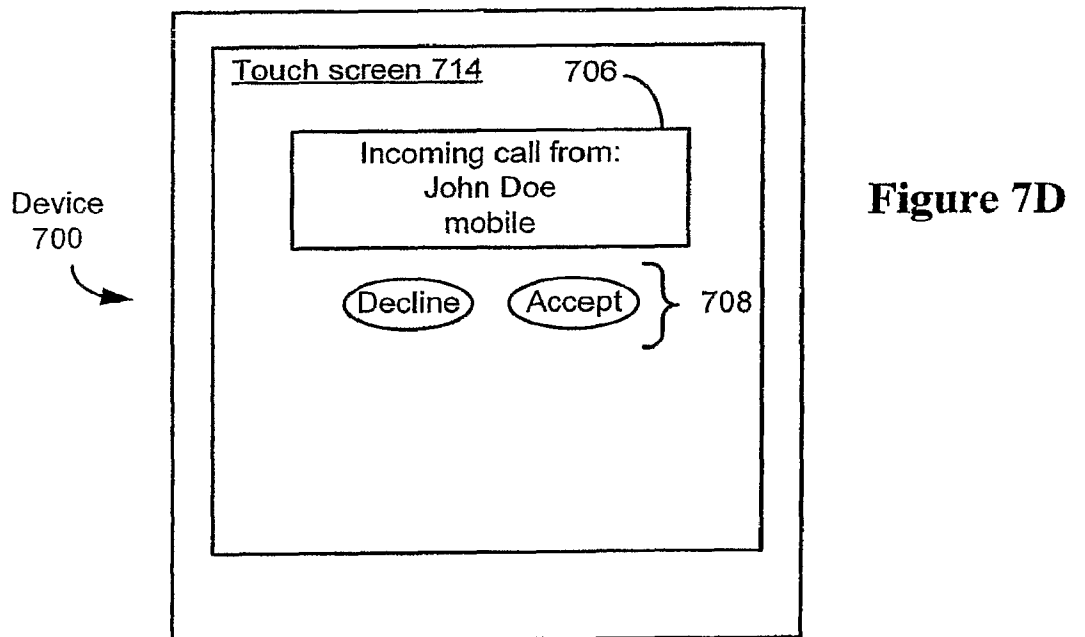 Touch screen 714
706
Incoming call from:
John Doe
mobile
Device
700
Figure 7D
Decline
Accept
708